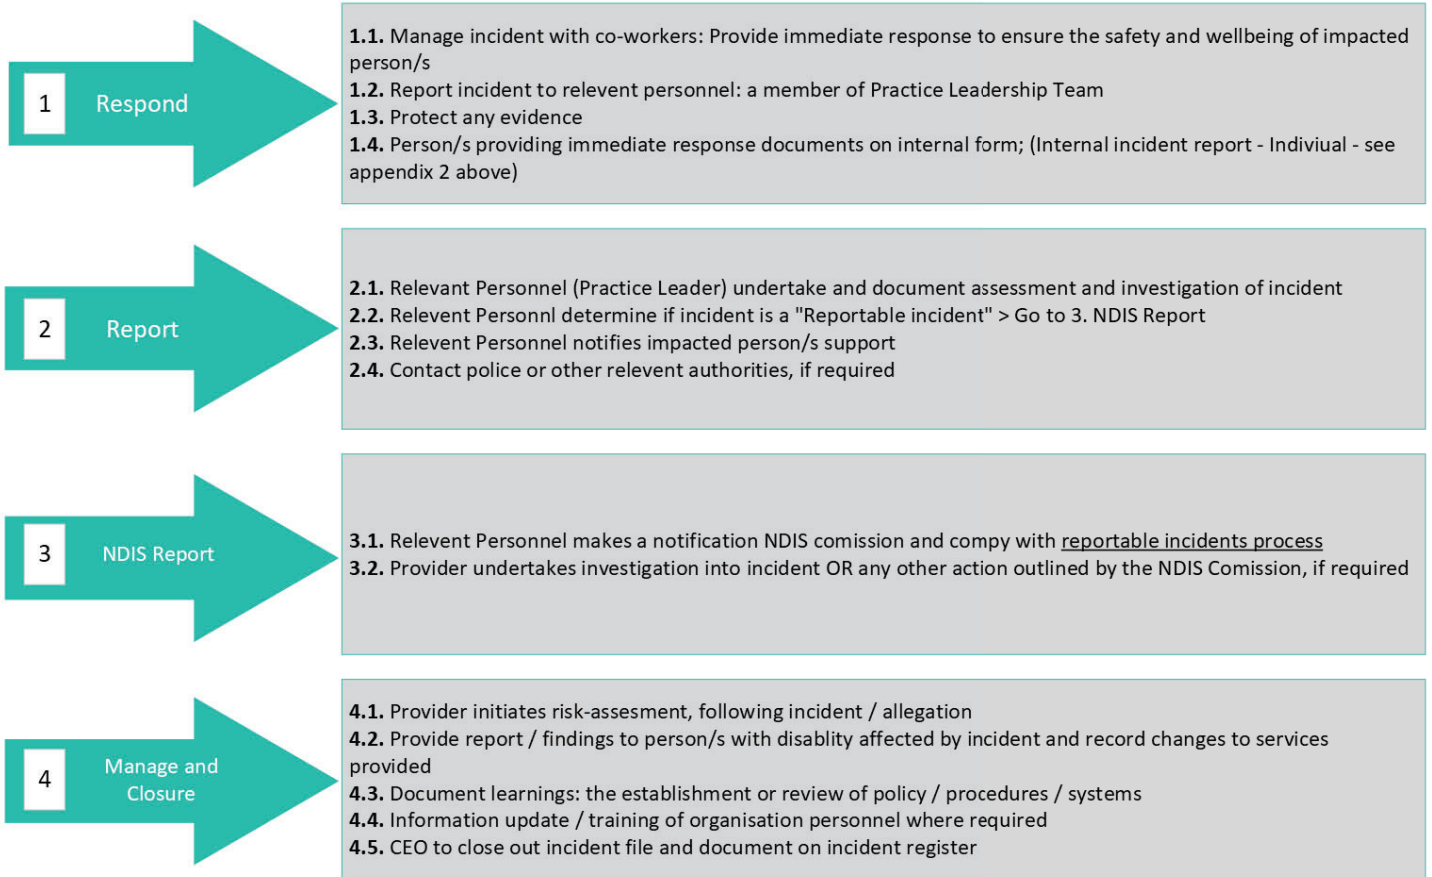 1
Respond
1.1. Manage incident with co-workers: Provide immediate response to ensure the safety and wellbeing of impacted
person/s
1.2. Report incident to relevent personnel: a member of Practice Leadership Team
1.3. Protect any evidence
1.4. Person/s providing immediate response documents on internal form; (Internal incident report - Indiviual - see
appendix 2 above)
2
Report
2.1. Relevant Personnel (Practice Leader) undertake and document assessment and investigation of incident
2.2. Relevent Personnl determine if incident is a "Reportable incident" > Go to 3. NDIS Report
2.3. Relevent Personnel notifies impacted person/s support
2.4. Contact police or other relevent authorities, if required
3
NDIS Report
3.1. Relevent Personnel makes a notification NDIS comission and compy with reportable incidents process
3.2. Provider undertakes investigation into incident OR any other action outlined by the NDIS Comission, if required
4
Manage and
Closure
4.1. Provider initiates risk-assesment, following incident / allegation
4.2. Provide report / findings to person/s with disablity affected by incident and record changes to services
provided
4.3. Document learnings: the establishment or review of policy / procedures / systems
4.4. Information update / training of organisation personnel where required
4.5. CEO to close out incident file and document on incident register